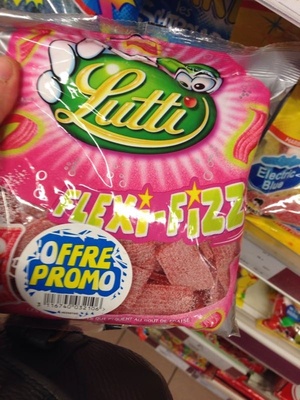 Lutti
FLEXi-FiZZ
OFFRE
PROMO
Electric
Blue